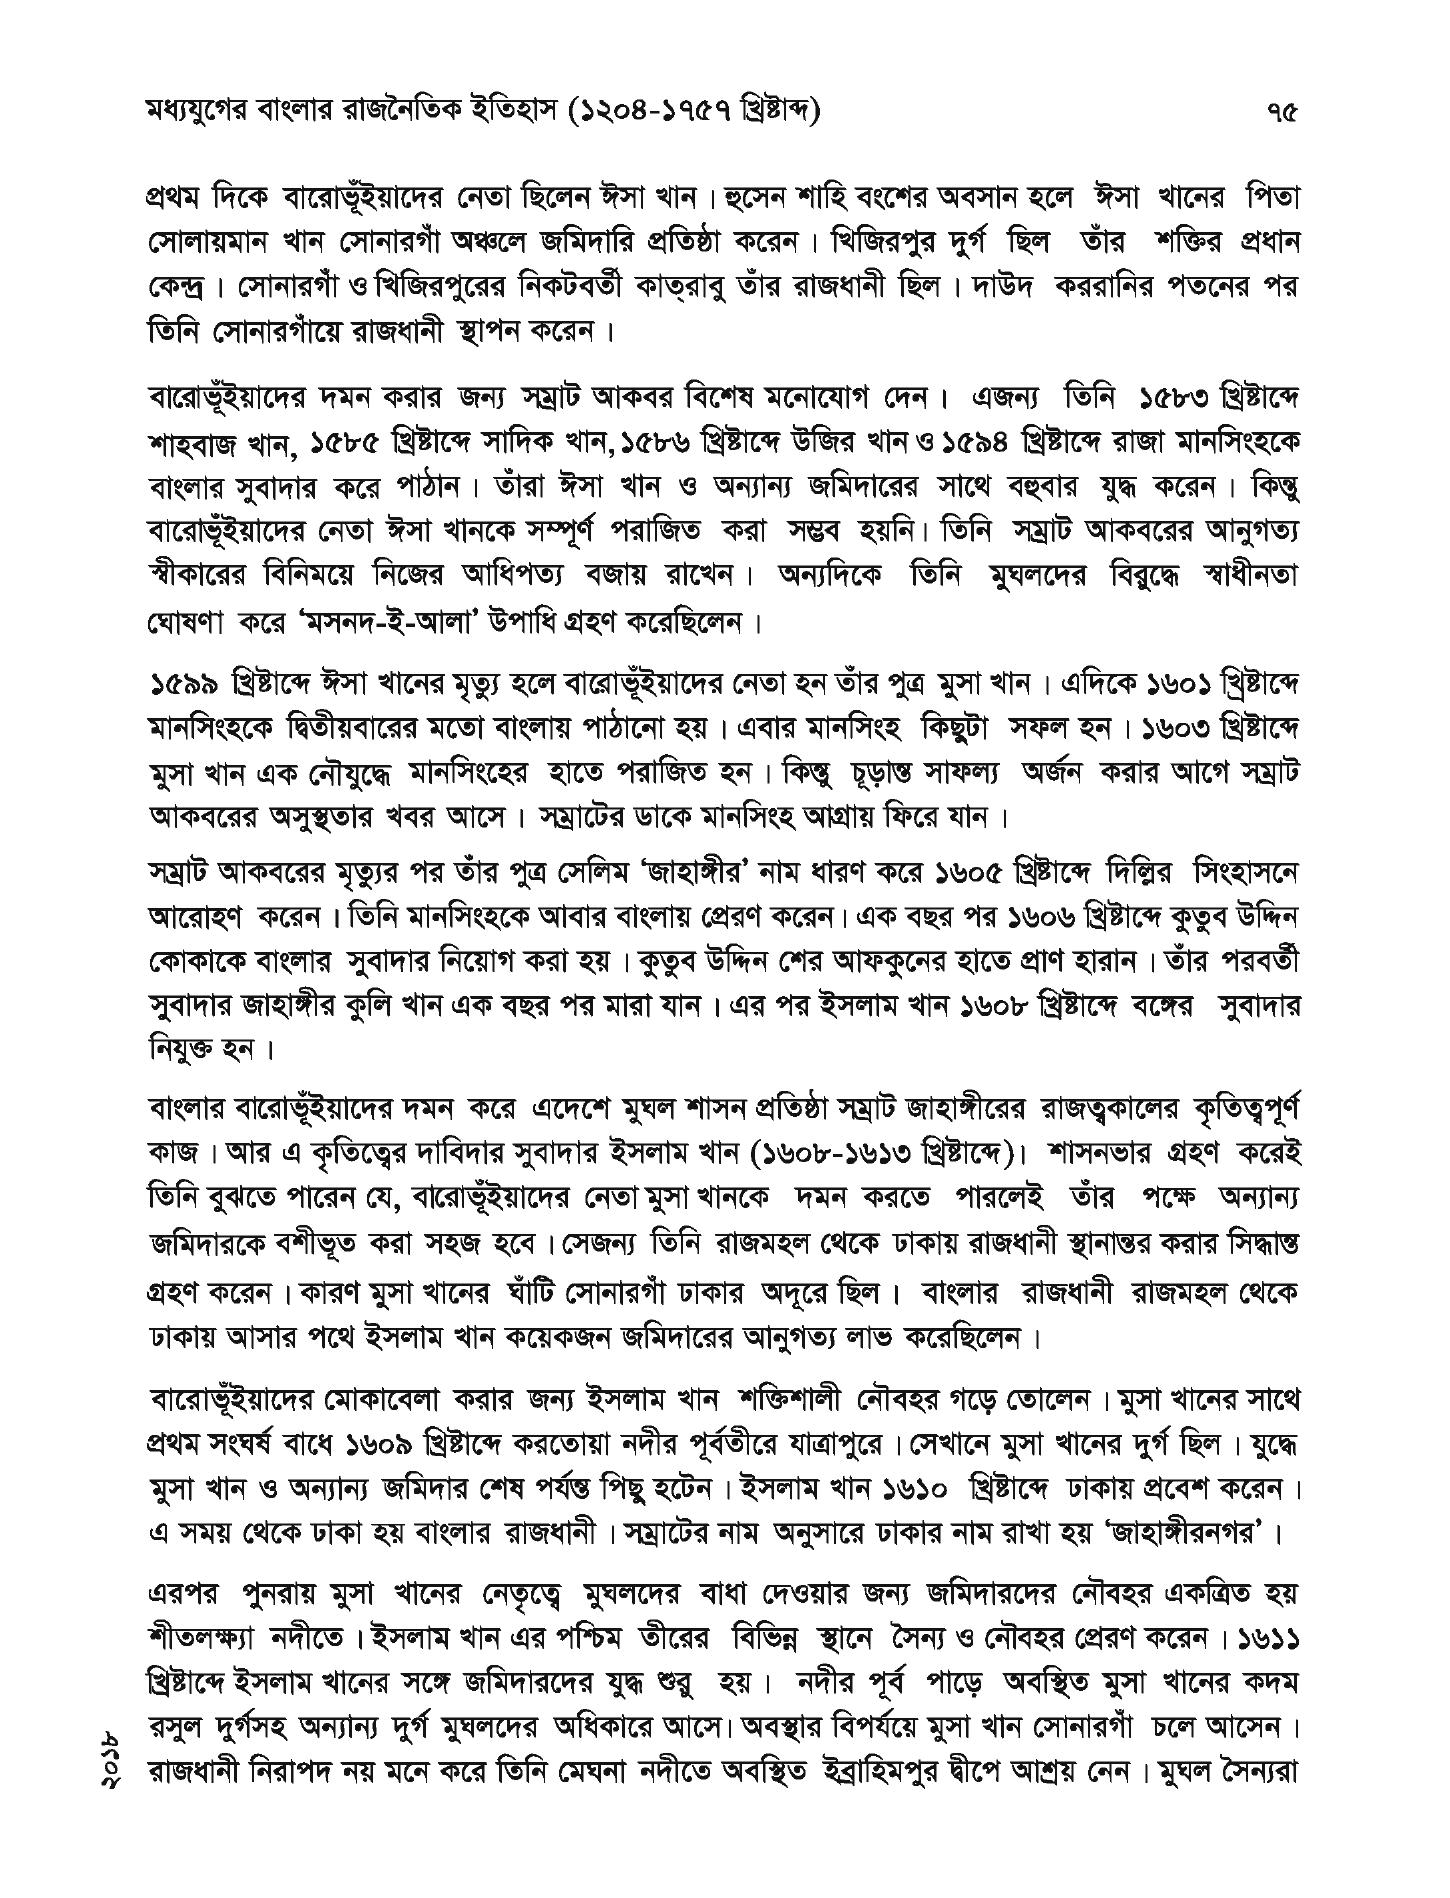 মধ্যযুগের বাংলার রাজনৈতিক ইতিহাস (১২০৪-১৭৫৭ খ্রিষ্টাব্দ) ৭৫
প্রথম দিকে বারোভূঁইয়াদের নেতা ছিলেন ঈসা খান। হুসেন শাহি বংশের অবসান হলে ঈসা খানের পিতা
সোলায়মান খান সোনারগাঁ অঞ্চলে জমিদারি প্রতিষ্ঠা করেন। খিজিরপুর দুর্গ ছিল তাঁর শক্তির প্রধান
কেন্দ্র। সোনারগাঁ ও খিজিরপুরের নিকটবর্তী কাত্রাবু তাঁর রাজধানী ছিল। দাউদ কররানির পতনের পর
তিনি সোনারগাঁয়ে রাজধানী স্থাপন করেন।
বারোভূঁইয়াদের দমন করার জন্য সম্রাট আকবর বিশেষ মনোযোগ দেন। এজন্য তিনি ১৫৮৩ খ্রিষ্টাব্দে
শাহবাজ খান, ১৫৮৫ খ্রিষ্টাব্দে সাদিক খান, ১৫৮৬ খ্রিষ্টাব্দে উজির খান ও ১৫৯৪ খ্রিষ্টাব্দে রাজা মানসিংহকে
বাংলার সুবাদার করে পাঠান। তাঁরা ঈসা খান ও অন্যান্য জমিদারের সাথে বহুবার যুদ্ধ করেন। কিন্তু
বারোভূঁইয়াদের নেতা ঈসা খানকে সম্পূর্ণ পরাজিত করা সম্ভব হয়নি। তিনি সম্রাট আকবরের আনুগত্য
স্বীকারের বিনিময়ে নিজের আধিপত্য বজায় রাখেন। অন্যদিকে তিনি মুঘলদের বিরুদ্ধে স্বাধীনতা
ঘোষণা করে ‘মসনদ-ই-আলা’ উপাধি গ্রহণ করেছিলেন।
১৫৯৯ খ্রিষ্টাব্দে ঈসা খানের মৃত্যু হলে বারোভূঁইয়াদের নেতা হন তাঁর পুত্র মুসা খান। এদিকে ১৬০১ খ্রিষ্টাব্দে
মানসিংহকে দ্বিতীয়বারের মতো বাংলায় পাঠানো হয়। এবার মানসিংহ কিছুটা সফল হন। ১৬০৩ খ্রিষ্টাব্দে
মুসা খান এক নৌযুদ্ধে মানসিংহের হাতে পরাজিত হন। কিন্তু চূড়ান্ত সাফল্য অর্জন করার আগে সম্রাট
আকবরের অসুস্থতার খবর আসে। সম্রাটের ডাকে মানসিংহ আগ্রায় ফিরে যান।
সম্রাট আকবরের মৃত্যুর পর তাঁর পুত্র সেলিম ‘জাহাঙ্গীর’ নাম ধারণ করে ১৬০৫ খ্রিষ্টাব্দে দিল্লির সিংহাসনে
আরোহণ করেন। তিনি মানসিংহকে আবার বাংলায় প্রেরণ করেন। এক বছর পর ১৬০৬ খ্রিষ্টাব্দে কুতুব উদ্দিন
কোকাকে বাংলার সুবাদার নিয়োগ করা হয়। কুতুব উদ্দিন শের আফকুনের হাতে প্রাণ হারান। তাঁর পরবর্তী
সুবাদার জাহাঙ্গীর কুলি খান এক বছর পর মারা যান। এর পর ইসলাম খান ১৬০৮ খ্রিষ্টাব্দে বঙ্গের সুবাদার
নিযুক্ত হন।
বাংলার বারোভূঁইয়াদের দমন করে এদেশে মুঘল শাসন প্রতিষ্ঠা সম্রাট জাহাঙ্গীরের রাজত্বকালের কৃতিত্বপূর্ণ
কাজ। আর এ কৃতিত্বের দাবিদার সুবাদার ইসলাম খান (১৬০৮-১৬১৩ খ্রিষ্টাব্দে)। শাসনভার গ্রহণ করেই
তিনি বুঝতে পারেন যে, বারোভূঁইয়াদের নেতা মুসা খানকে দমন করতে পারলেই তাঁর পক্ষে অন্যান্য
জমিদারকে বশীভূত করা সহজ হবে। সেজন্য তিনি রাজমহল থেকে ঢাকায় রাজধানী স্থানান্তর করার সিদ্ধান্ত
গ্রহণ করেন। কারণ মুসা খানের ঘাঁটি সোনারগাঁ ঢাকার অদূরে ছিল। বাংলার রাজধানী রাজমহল থেকে
ঢাকায় আসার পথে ইসলাম খান কয়েকজন জমিদারের আনুগত্য লাভ করেছিলেন।
বারোভূঁইয়াদের মোকাবেলা করার জন্য ইসলাম খান শক্তিশালী নৌবহর গড়ে তোলেন। মুসা খানের সাথে
প্রথম সংঘর্ষ বাধে ১৬০৯ খ্রিষ্টাব্দে করতোয়া নদীর পূর্বতীরে যাত্রাপুরে। সেখানে মুসা খানের দুর্গ ছিল। যুদ্ধে
মুসা খান ও অন্যান্য জমিদার শেষ পর্যন্ত পিছু হটেন। ইসলাম খান ১৬১০ খ্রিষ্টাব্দে ঢাকায় প্রবেশ করেন।
এ সময় থেকে ঢাকা হয় বাংলার রাজধানী। সম্রাটের নাম অনুসারে ঢাকার নাম রাখা হয় ‘জাহাঙ্গীরনগর’।
এরপর পুনরায় মুসা খানের নেতৃত্বে মুঘলদের বাধা দেওয়ার জন্য জমিদারদের নৌবহর একত্রিত হয়
শীতলক্ষ্যা নদীতে। ইসলাম খান এর পশ্চিম তীরের বিভিন্ন স্থানে সৈন্য ও নৌবহর প্রেরণ করেন। ১৬১১
খ্রিষ্টাব্দে ইসলাম খানের সঙ্গে জমিদারদের যুদ্ধ শুরু হয়। নদীর পূর্ব পাড়ে অবস্থিত মুসা খানের কদম
রসুল দুর্গসহ অন্যান্য দুর্গ মুঘলদের অধিকারে আসে। অবস্থার বিপর্যয়ে মুসা খান সোনারগাঁ চলে আসেন।
রাজধানী নিরাপদ নয় মনে করে তিনি মেঘনা নদীতে অবস্থিত ইব্রাহিমপুর দ্বীপে আশ্রয় নেন। মুঘল সৈন্যরা
২০১৮